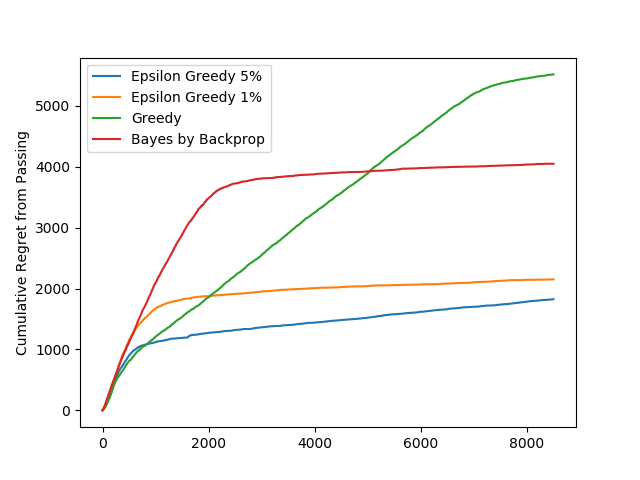 Epsilon Greedy 5%
Epsilon Greedy 1%
Greedy
Bayes by Backprop
Cumulative Regret from Passing
5000
4000
3000
2000
1000
0
0 2000 4000 6000 8000